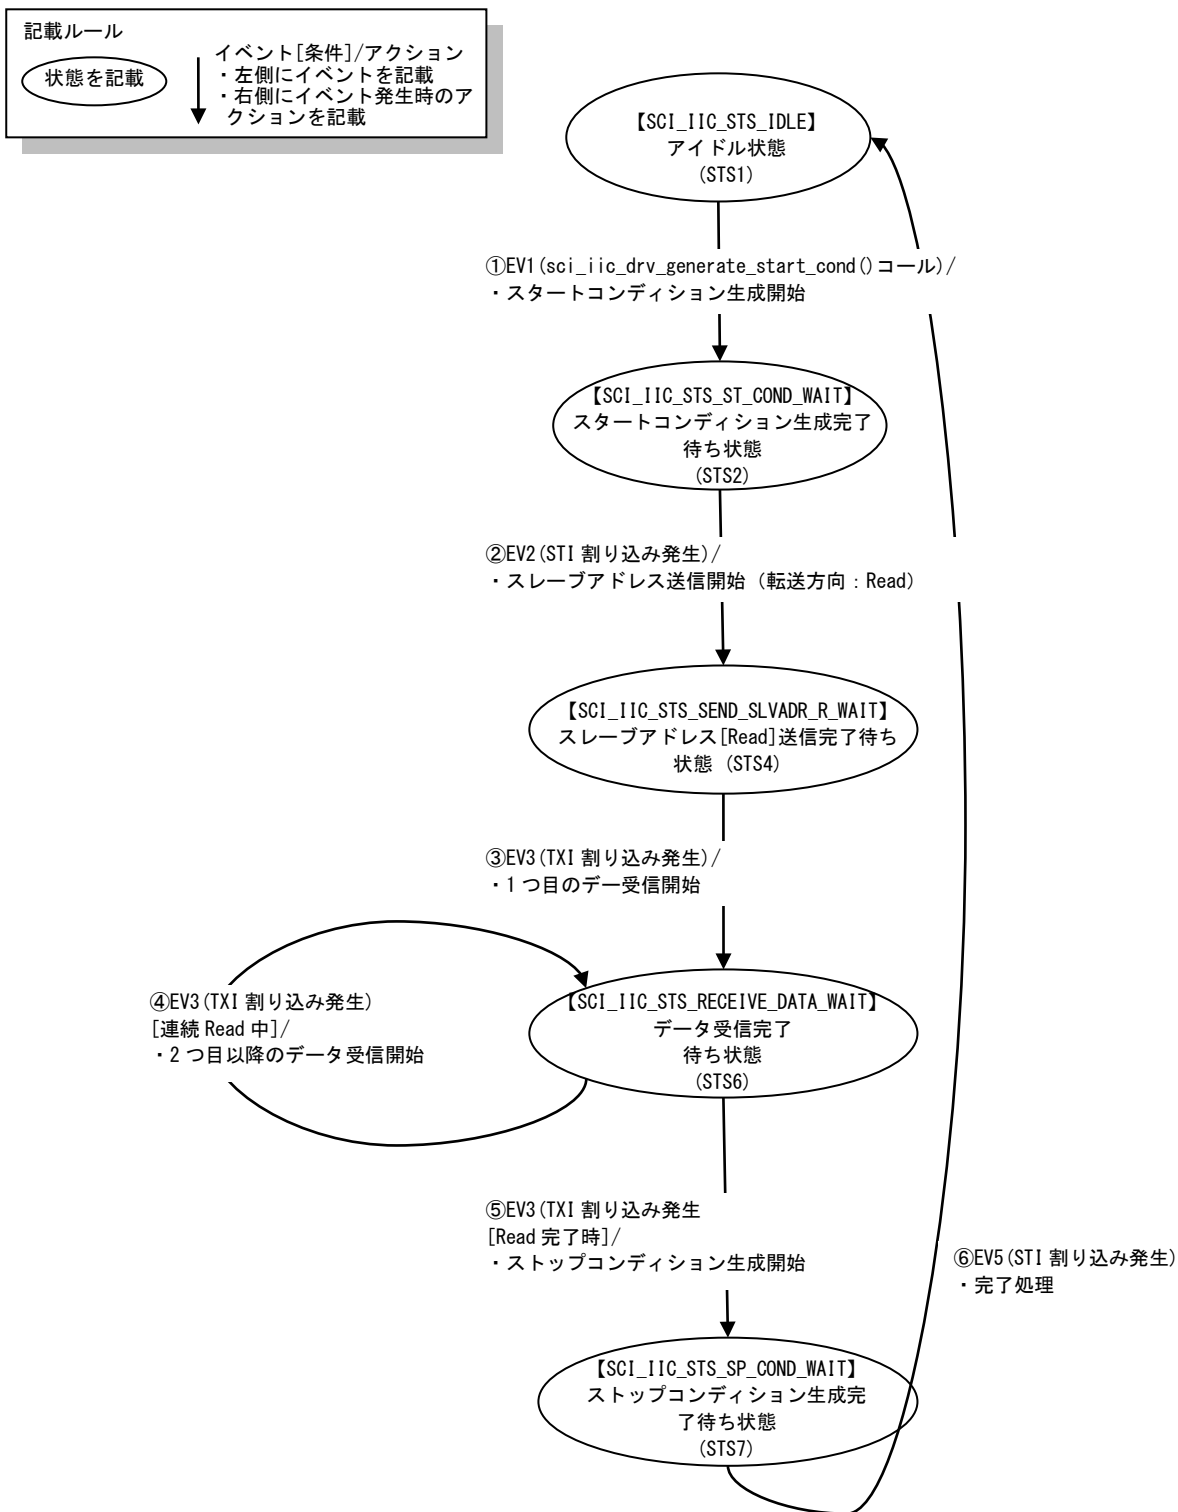 記載ルール
状態を記載
イベント[条件]/アクション
・左側にイベントを記載
・右側にイベント発生時のア
クションを記載
【SCI_IIC_STS_IDLE】
アイドル状態
(STS1)
①EV1(sci_iic_drv_generate_start_cond()コール)/
・スタートコンディション生成開始
【SCI_IIC_STS_ST_COND_WAIT】
スタートコンディション生成完了
待ち状態
(STS2)
②EV2(STI 割り込み発生)/
・スレーブアドレス送信開始（転送方向：Read）
【SCI_IIC_STS_SEND_SLVADR_R_WAIT】
スレーブアドレス[Read]送信完了待ち
状態 (STS4)
③EV3(TXI 割り込み発生)/
・1 つ目のデー受信開始
④EV3(TXI 割り込み発生)
[連続 Read 中]/
・2 つ目以降のデータ受信開始
【SCI_IIC_STS_RECEIVE_DATA_WAIT】
データ受信完了
待ち状態
(STS6)
⑤EV3(TXI 割り込み発生
[Read 完了時]/
・ストップコンディション生成開始
⑥EV5(STI 割り込み発生)
・完了処理
【SCI_IIC_STS_SP_COND_WAIT】
ストップコンディション生成完
了待ち状態
(STS7)